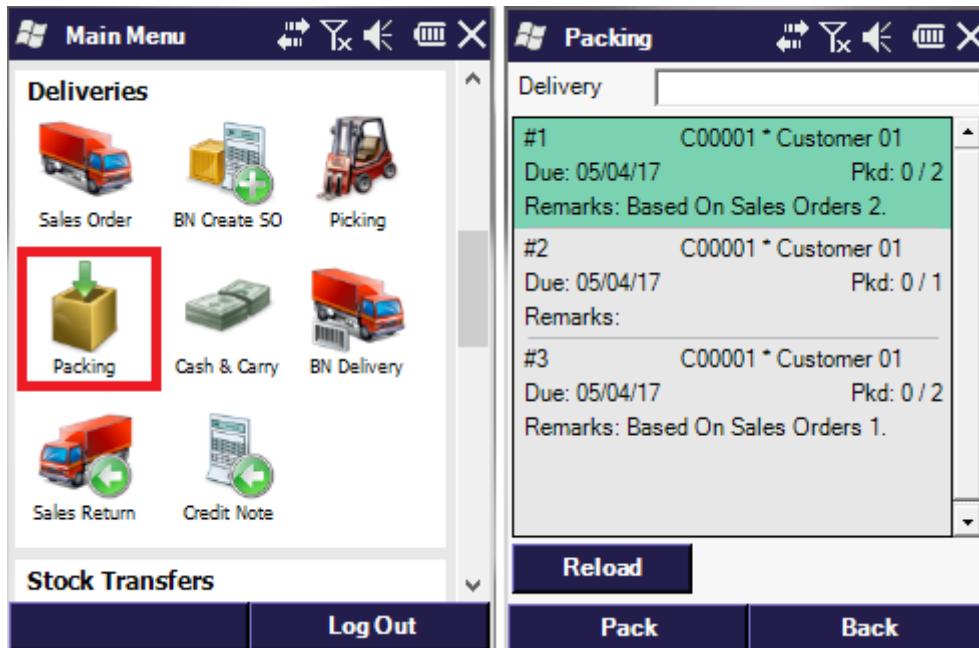 Main Menu
Deliveries
Sales Order
BN Create SO
Picking
Packing
Cash & Carry
BN Delivery
Sales Return
Credit Note
Stock Transfers
Log Out
Packing
Delivery
#1 C00001 * Customer 01
Due: 05/04/17 Pkd: 0 / 2
Remarks: Based On Sales Orders 2.
#2 C00001 * Customer 01
Due: 05/04/17 Pkd: 0 / 1
Remarks:
#3 C00001 * Customer 01
Due: 05/04/17 Pkd: 0 / 2
Remarks: Based On Sales Orders 1.
Reload
Pack
Back